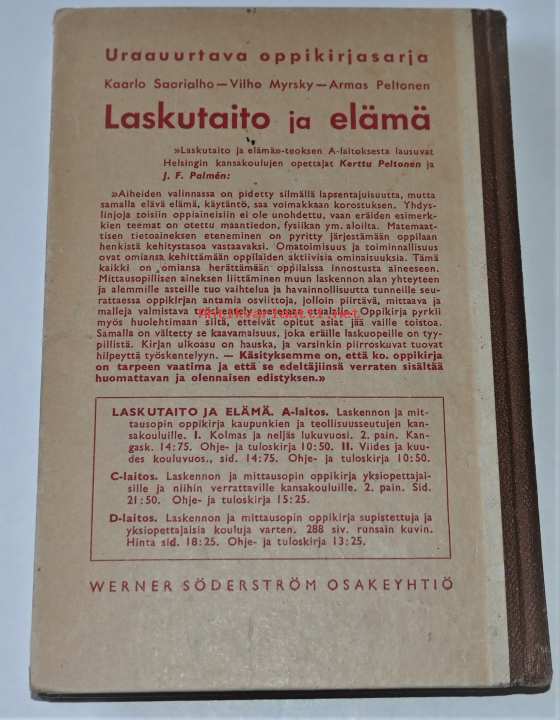 Uraauurtava oppikirjasarja
Kaarlo Saarialho—Vilho Myrsky—Armas Peltonen
Laskutaito ja elämä
»Laskutaito ja elämä»-teoksen A-laitoksesta lausuvat
Helsingin kansakoulujen opettajat Kerttu Peltonen ja
J. F. Palmén:
»Aiheiden valinnassa on pidetty silmällä lapsentajuisuutta, mutta
samalla elävä elämä, käytäntö, saa voimakkaan korostuksen. Yhdys-
linjoja toisiin oppiaineisiin ei ole unohdettu, vaan eräiden esimerk-
kien teemat on otettu maantiedon, fysiikan ym. aloilta. Matemaat-
tisen tietoaineksen eteneminen on pyritty järjestämään oppilaan
henkistä kehitystasoa vastaavaksi. Omatoimisuus ja toiminnallisuus
ovat omiansa kehittämään oppilaiden aktiivisia ominaisuuksia. Tämä
kaikki on omiansa herättämään oppilaissa innostusta aineeseen.
Mittausopillisen aineksen liittäminen muun laskennon alan yhteyteen
ja alemmille asteille tuo vaihtelua ja havainnollisuutta tunneille seu-
rattaessa oppikirjan antamia osviittoja, jolloin piirtävä, mittaava ja
malleja valmistava Oppikirja pyrkii
myös huolehtimaan siitä, etteivät opitut asiat jää vaille toistoa.
Samalla on vältetty se kaavamaisuus, joka eräille laskuopeille on tyy-
pillistä. Kirjan ulkoasu on hauska, ja varsinkin piirroskuvat tuovat
hilpeyttä työskentelyyn. — Käsityksemme on, että ko. oppikirja
on tarpeen vaatima ja että se edeltäjiinsä verraten sisältää
huomattavan ja olennaisen edistyksen.»
LASKUTAITO JA ELÄMÄ. A-laitos. Laskennon ja mit-
tausopin oppikirja kaupunkien ja teollisuusseutujen kan-
sakouluille. I. Kolmas ja neljäs lukuvuosi. 2. pain. Kan-
gask. 14:75. Ohje- ja tuloskirja 10:50. II. Viides ja kuu-
des kouluvuos., sid. 14:75. Ohje- ja tuloskirja 10:50.
C-laitos. Laskennon ja mittausopin oppikirja yksiopettajai-
sille ja niihin verrattaville kansakouluille. 2. pain. Sid.
21:50. Ohje- ja tuloskirja 15:25.
D-laitos. Laskennon ja mittausopin oppikirja supistettuja ja
yksiopettajaisia kouluja varten. 288 siv. runsain kuvin.
Hinta sid. 18:25. Ohje- ja tuloskirja 13:25.
WERNER SÖDERSTRÖM OSAKEYHTIÖ